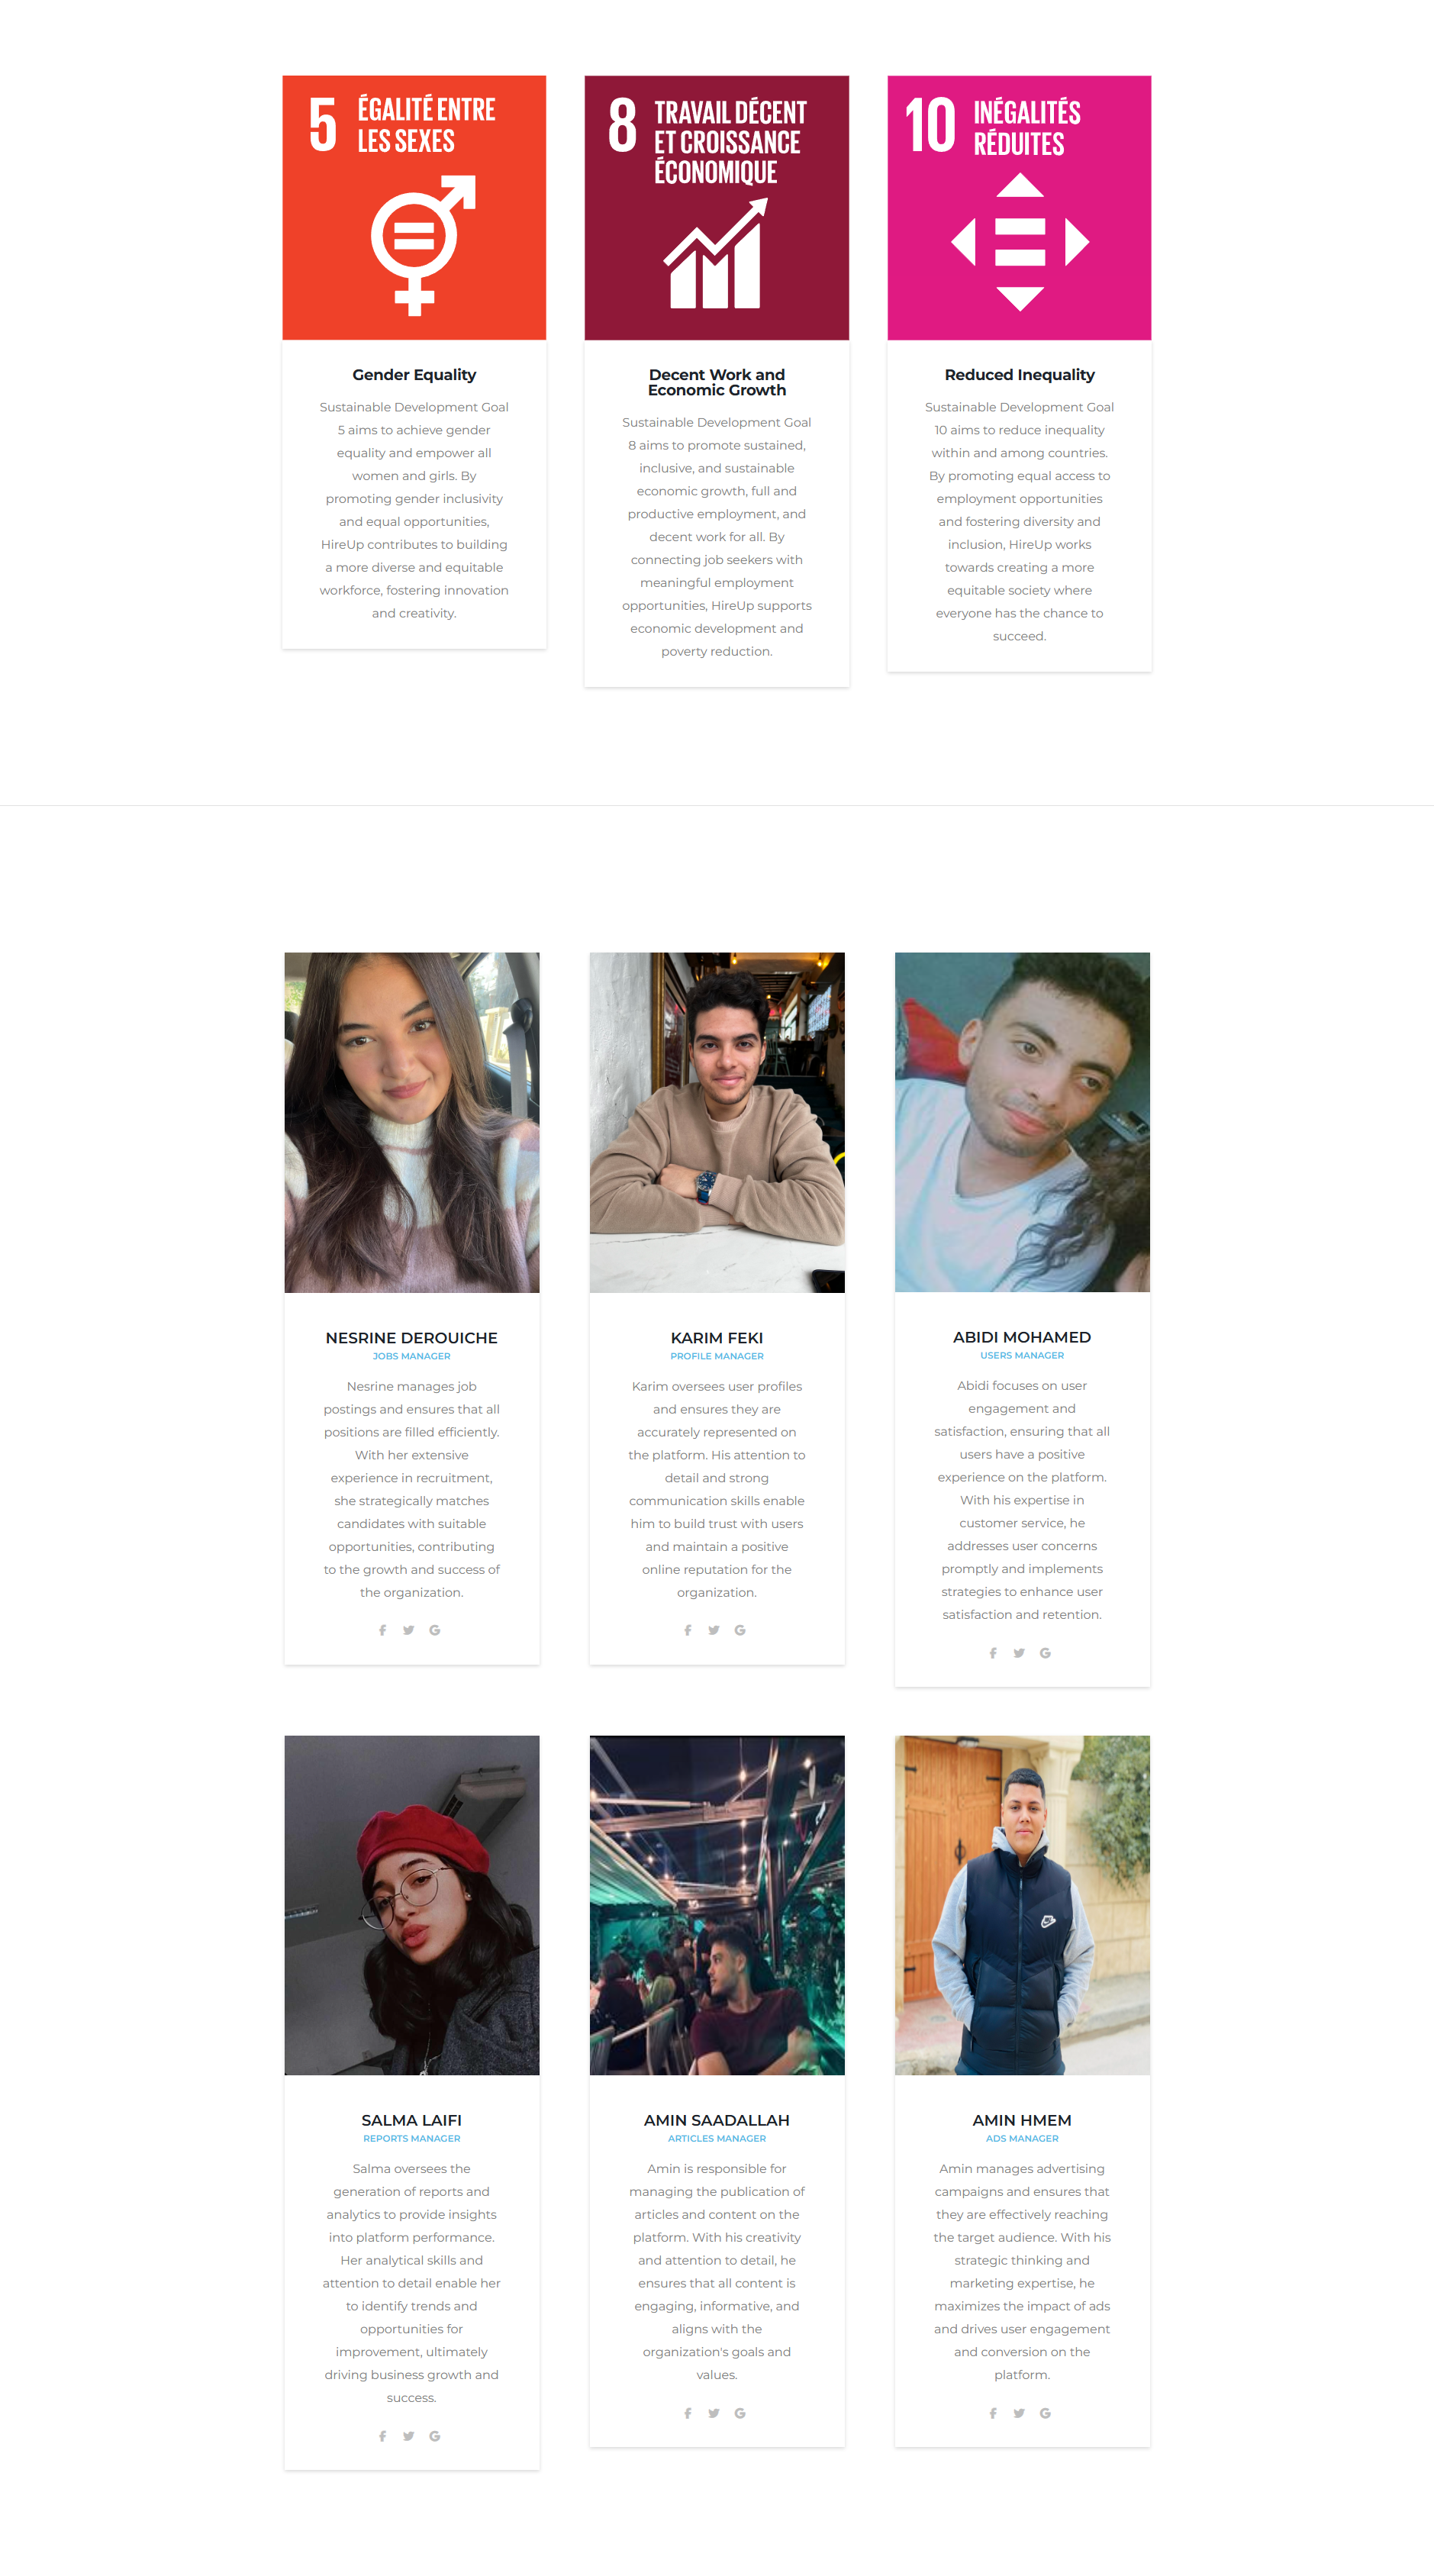 5 ÉGALITÉ ENTRE
LES SEXES
Gender Equality
Sustainable Development Goal
5 aims to achieve gender
equality and empower all
women and girls. By
promoting gender inclusivity
and equal opportunities,
HireUp contributes to building
a more diverse and equitable
workforce, fostering innovation
and creativity.
8 TRAVAIL DÉCENT
ET CROISSANCE
ÉCONOMIQUE
Decent Work and
Economic Growth
Sustainable Development Goal
8 aims to promote sustained,
inclusive, and sustainable
economic growth, full and
productive employment, and
decent work for all. By
connecting job seekers with
meaningful employment
opportunities, HireUp supports
economic development and
poverty reduction.
10 INÉGALITÉS
RÉDUITES
Reduced Inequality
Sustainable Development Goal
10 aims to reduce inequality
within and among countries.
By promoting equal access to
employment opportunities
and fostering diversity and
inclusion, HireUp works
towards creating a more
equitable society where
everyone has the chance to
succeed.
NESRINE DEROUICHE
JOBS MANAGER
Nesrine manages job
postings and ensures that all
positions are filled efficiently.
With her extensive
experience in recruitment,
she strategically matches
candidates with suitable
opportunities, contributing
to the growth and success of
the organization.
KARIM FEKI
PROFILE MANAGER
Karim oversees user profiles
and ensures they are
accurately represented on
the platform. His attention to
detail and strong
communication skills enable
him to build trust with users
and maintain a positive
online reputation for the
organization.
ABIDI MOHAMED
USERS MANAGER
Abidi focuses on user
engagement and
satisfaction, ensuring that all
users have a positive
experience on the platform.
With his expertise in
customer service, he
addresses user concerns
promptly and implements
strategies to enhance user
satisfaction and retention.
SALMA LAIFI
REPORTS MANAGER
Salma oversees the
generation of reports and
analytics to provide insights
into platform performance.
Her analytical skills and
attention to detail enable her
to identify trends and
opportunities for
improvement, ultimately
driving business growth and
success.
AMIN SAADALLAH
ARTICLES MANAGER
Amin is responsible for
managing the publication of
articles and content on the
platform. With his creativity
and attention to detail, he
ensures that all content is
engaging, informative, and
aligns with the
organization's goals and
values.
AMIN HMEM
ADS MANAGER
Amin manages advertising
campaigns and ensures that
they are effectively reaching
the target audience. With his
strategic thinking and
marketing expertise, he
maximizes the impact of ads
and drives user engagement
and conversion on the
platform.